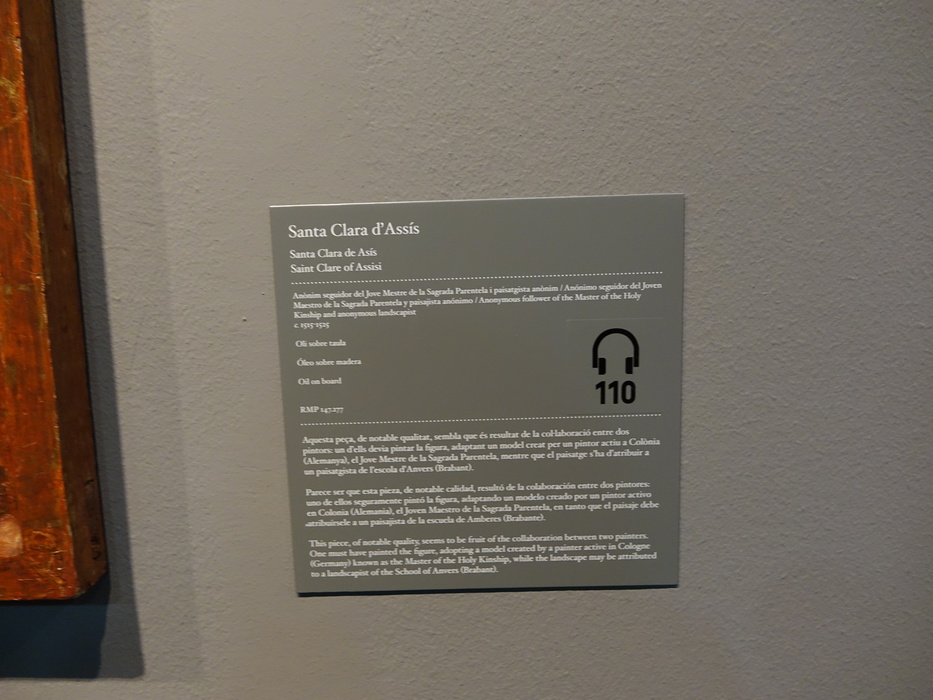 Santa Clara d'Assís
Santa Clara de Asís
Saint Clare of Assisi
Anònim seguidor del Jove Mestre de la Sagrada Parentela i paisatgista anònim / Anónimo seguidor del Joven
Maestro de la Sagrada Parentela y paisajista anónimo / Anonymous follower of the Master of the Holy
Kinship and anonymous landscapist
c. 1515-1525
Oli sobre taula
Óleo sobre madera
Oil on board
110
RMP 147.277
Aquesta peça, de notable qualitat, sembla que és resultat de la col·laboració entre dos
pintors: un d'ells devia pintar la figura, adaptant un model creat per un pintor actiu a Colònia
(Alemanya), el Jove Mestre de la Sagrada Parentela, mentre que el paisatge s'ha d'atribuir a
un paisatgista de l'escola d'Anvers (Brabant).
Parece ser que esta pieza, de notable calidad, resultó de la colaboración entre dos pintores:
uno de ellos seguramente pintó la figura, adaptando un modelo creado por un pintor activo
en Colonia (Alemania), el Joven Maestro de la Sagrada Parentela, en tanto que el paisaje debe
atribuírsele a un paisajista de la escuela de Amberes (Brabante).
This piece, of notable quality, seems to be fruit of the collaboration between two painters.
One must have painted the figure, adopting a model created by a painter active in Cologne
(Germany) known as the Master of the Holy Kinship, while the landscape may be attributed
to a landscapist of the School of Anvers (Brabant).